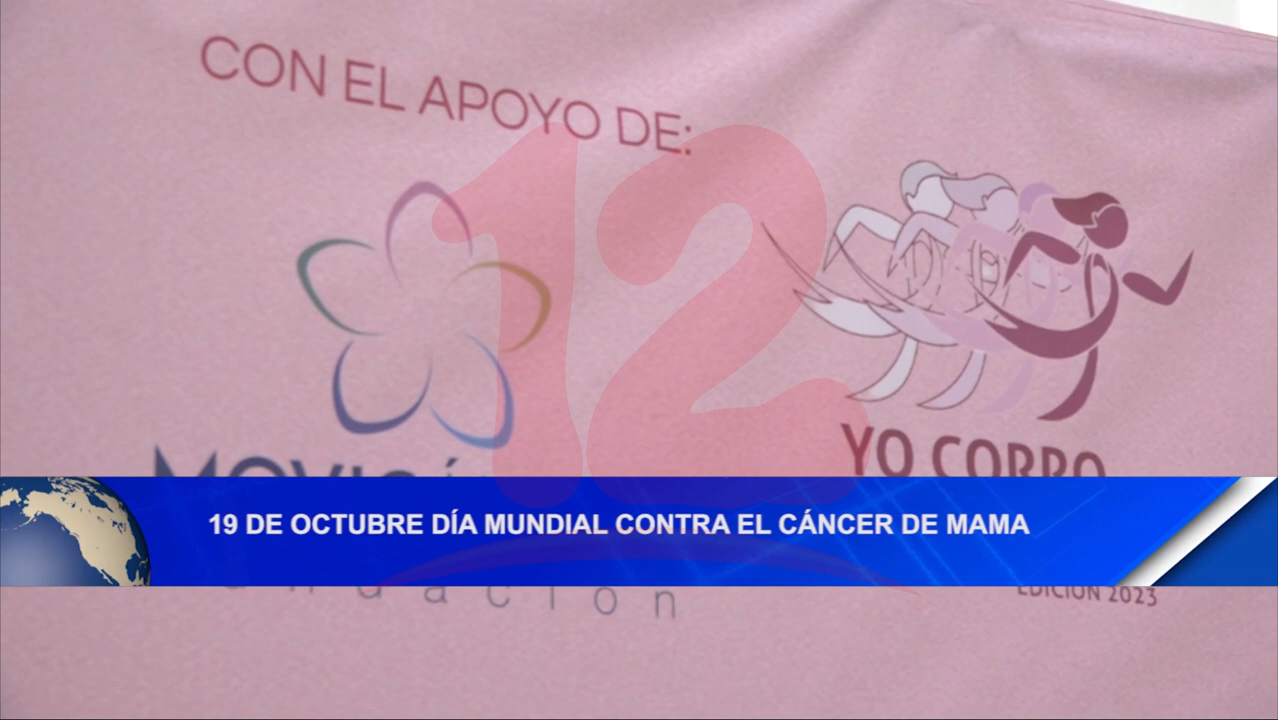 CON EL APOYO DE:
12
YO CORRO
19 DE OCTUBRE DÍA MUNDIAL CONTRA EL CÁNCER DE MAMA
EDICIÓN 2023